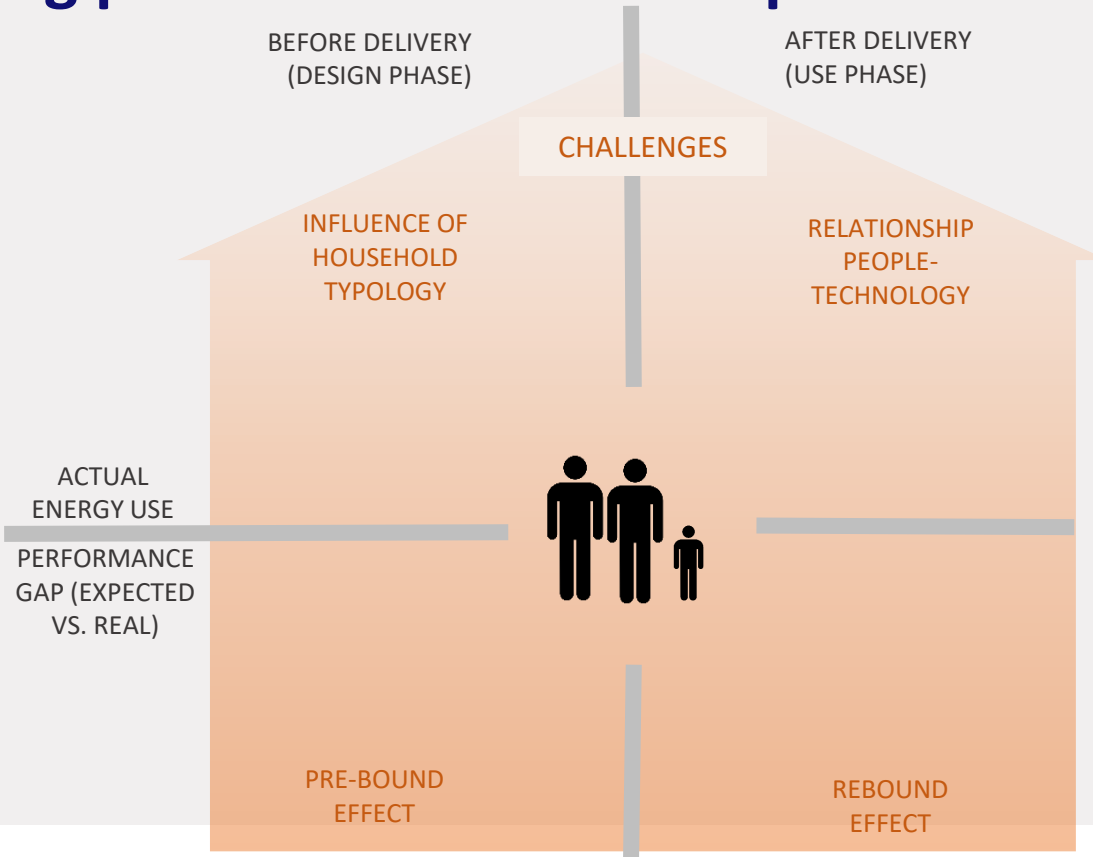 BEFORE DELIVERY
(DESIGN PHASE)
AFTER DELIVERY
(USE PHASE)
CHALLENGES
INFLUENCE OF
HOUSEHOLD
TYPOLOGY
RELATIONSHIP
PEOPLE-
TECHNOLOGY
ACTUAL
ENERGY USE
PERFORMANCE
GAP (EXPECTED
VS. REAL)
PRE-BOUND
EFFECT
REBOUND
EFFECT